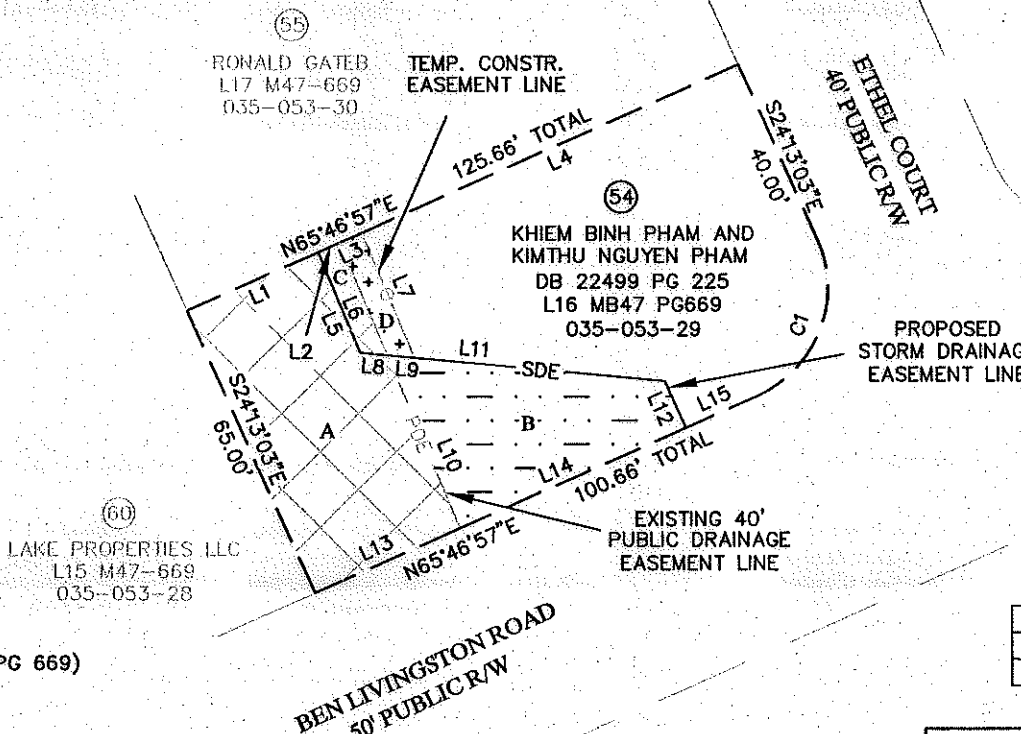 55
RONALD GATEB
L17 M47-669
035-053-30
TEMP. CONSTR.
EASEMENT LINE
ETHEL COURT
40' PUBLIC R/W
S24°13'03"E
40.00'
125.66' TOTAL
L4
N65°46'57"E
54
KHIEM BINH PHAM AND
KIMTHU NGUYEN PHAM
DB 22499 PG 225
L16 MB47 PG669
035-053-29
L1
L2
L3
C
L5
L6
L7
D
L8
L9
L11
SDE
C1
PROPOSED
STORM DRAINAG
EASEMENT LINE
L12
L15
S24°13'03"E
65.00'
A
B
PDE
L10
L14
100.66' TOTAL
L13
N65°46'57"E
EXISTING 40'
PUBLIC DRAINAGE
EASEMENT LINE
60
LAKE PROPERTIES LLC
L15 M47-669
035-053-28
PG 669)
BEN LIVINGSTON ROAD
50' PUBLIC R/W